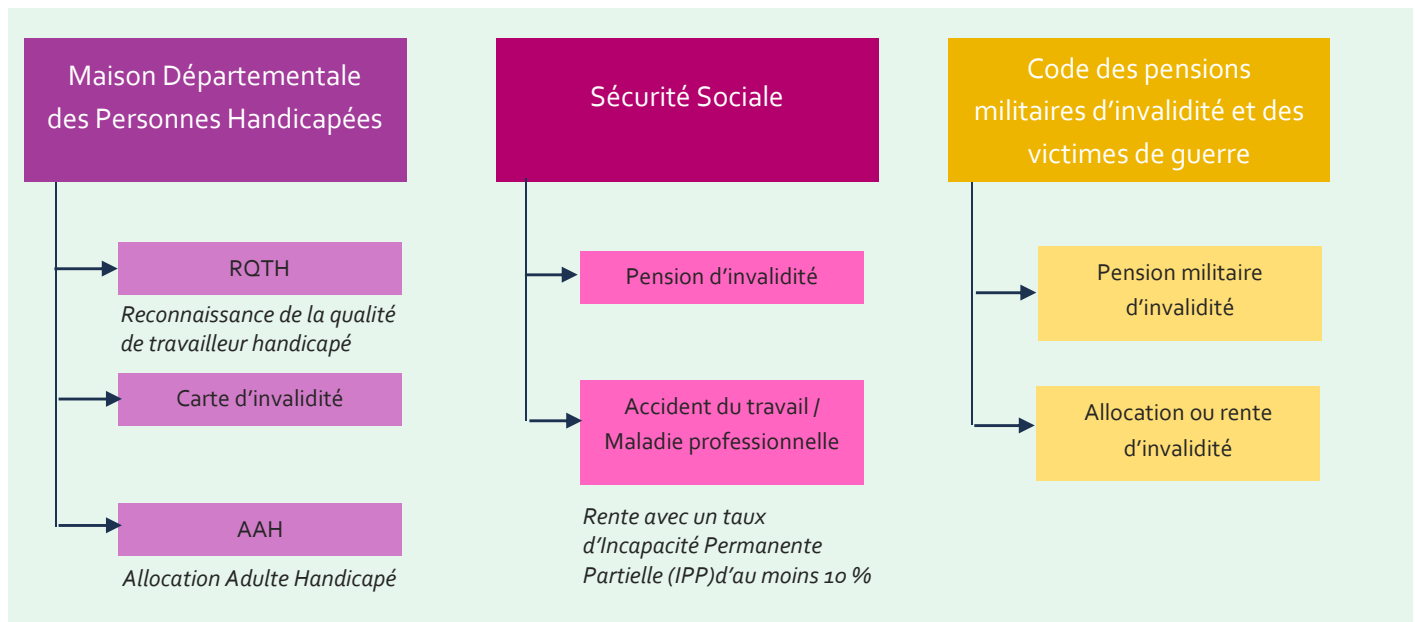 Maison Départementale
des Personnes Handicapées
RQTH
Reconnaissance de la qualité
de travailleur handicapé
Carte d’invalidité
AAH
Allocation Adulte Handicapé
Sécurité Sociale
Pension d’invalidité
Accident du travail /
Maladie professionnelle
Rente avec un taux
d’Incapacité Permanente
Partielle (IPP)d’au moins 10 %
Code des pensions
militaires d’invalidité et des
victimes de guerre
Pension militaire
d’invalidité
Allocation ou rente
d’invalidité